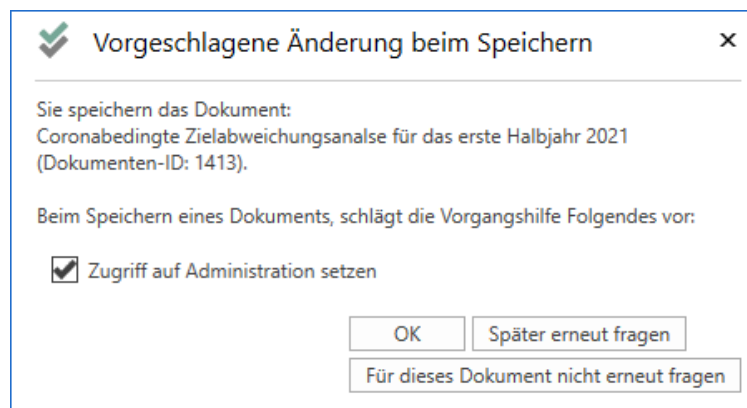 Vorgeschlagene Änderung beim Speichern
Sie speichern das Dokument:
Coronabedingte Zielabweichungsanalse für das erste Halbjahr 2021
(Dokumenten-ID: 1413).
Beim Speichern eines Dokuments, schlägt die Vorgangshilfe Folgendes vor:
Zugriff auf Administration setzen
OK
Später erneut fragen
Für dieses Dokument nicht erneut fragen